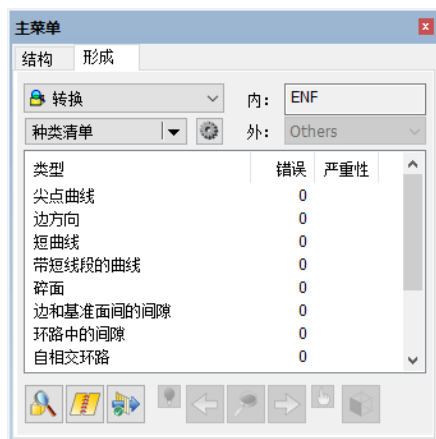 主菜单
结构 形成
转换 内: ENF
种类清单 外: Others
类型 错误 严重性
尖点曲线 0
边方向 0
短曲线 0
带短线段的曲线 0
碎面 0
边和基准面间的间隙 0
环路中的间隙 0
自相交环路 0